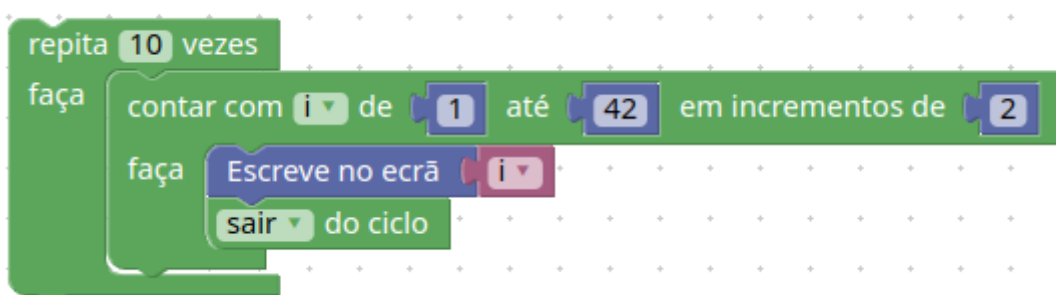 repita 10 vezes
faça
contar com i de 1 até 42 em incrementos de 2
faça
Escreve no ecrã i
sair do ciclo